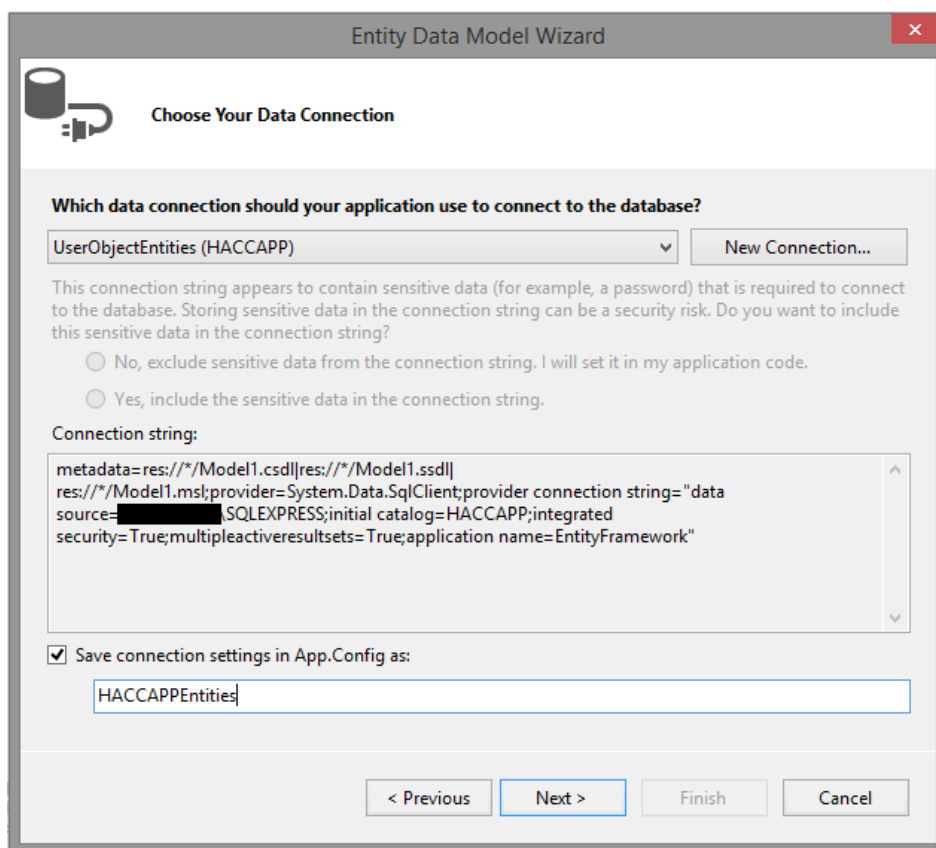 Entity Data Model Wizard
Choose Your Data Connection
Which data connection should your application use to connect to the database?
UserObjectEntities (HACCAPP)
New Connection...
This connection string appears to contain sensitive data (for example, a password) that is required to connect
to the database. Storing sensitive data in the connection string can be a security risk. Do you want to include
this sensitive data in the connection string?
No, exclude sensitive data from the connection string. I will set it in my application code.
Yes, include the sensitive data in the connection string.
Connection string:
metadata=res://*/Model1.csdl|res://*/Model1.ssdl|
res://*/Model1.msl;provider=System.Data.SqlClient;provider connection string="data
source= \SQLEXPRESS;initial catalog=HACCAPP;integrated
security=True;multipleactiveresultsets=True;application name=EntityFramework"
Save connection settings in App.Config as:
HACCAPPEntities
< Previous
Next >
Finish
Cancel